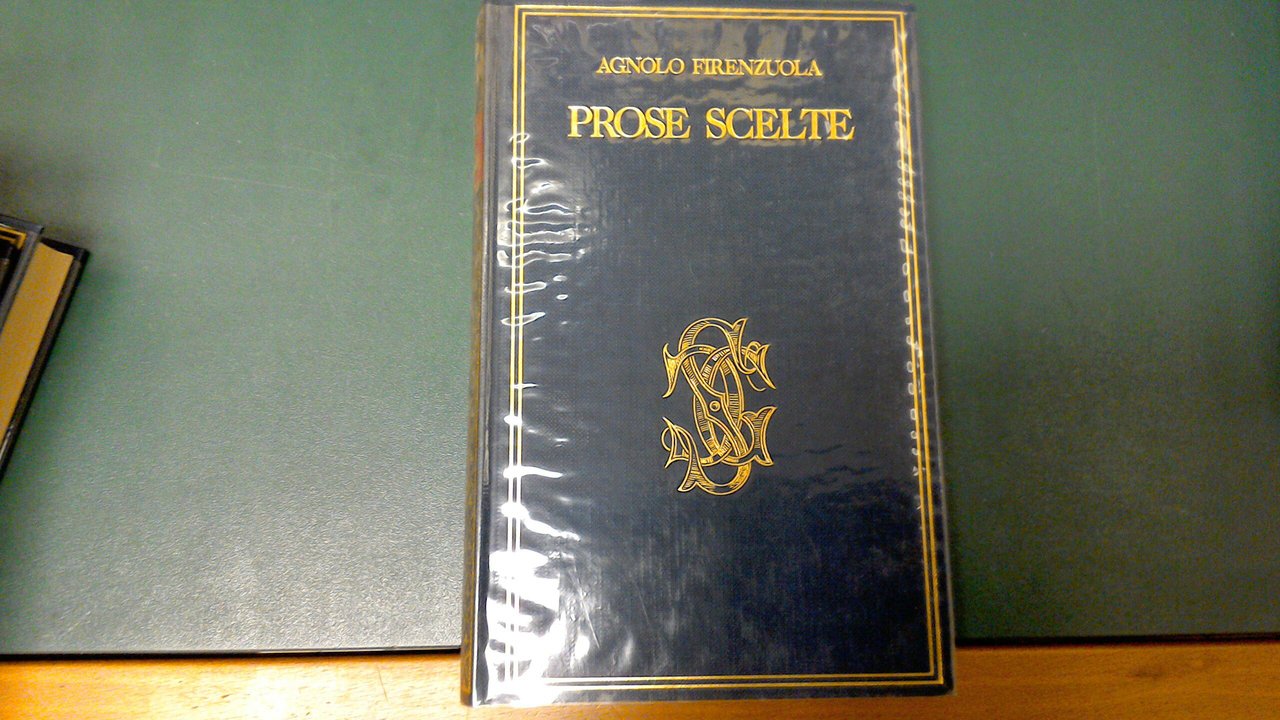 AGNOLO FIRENZUOLA
PROSE SCELTE